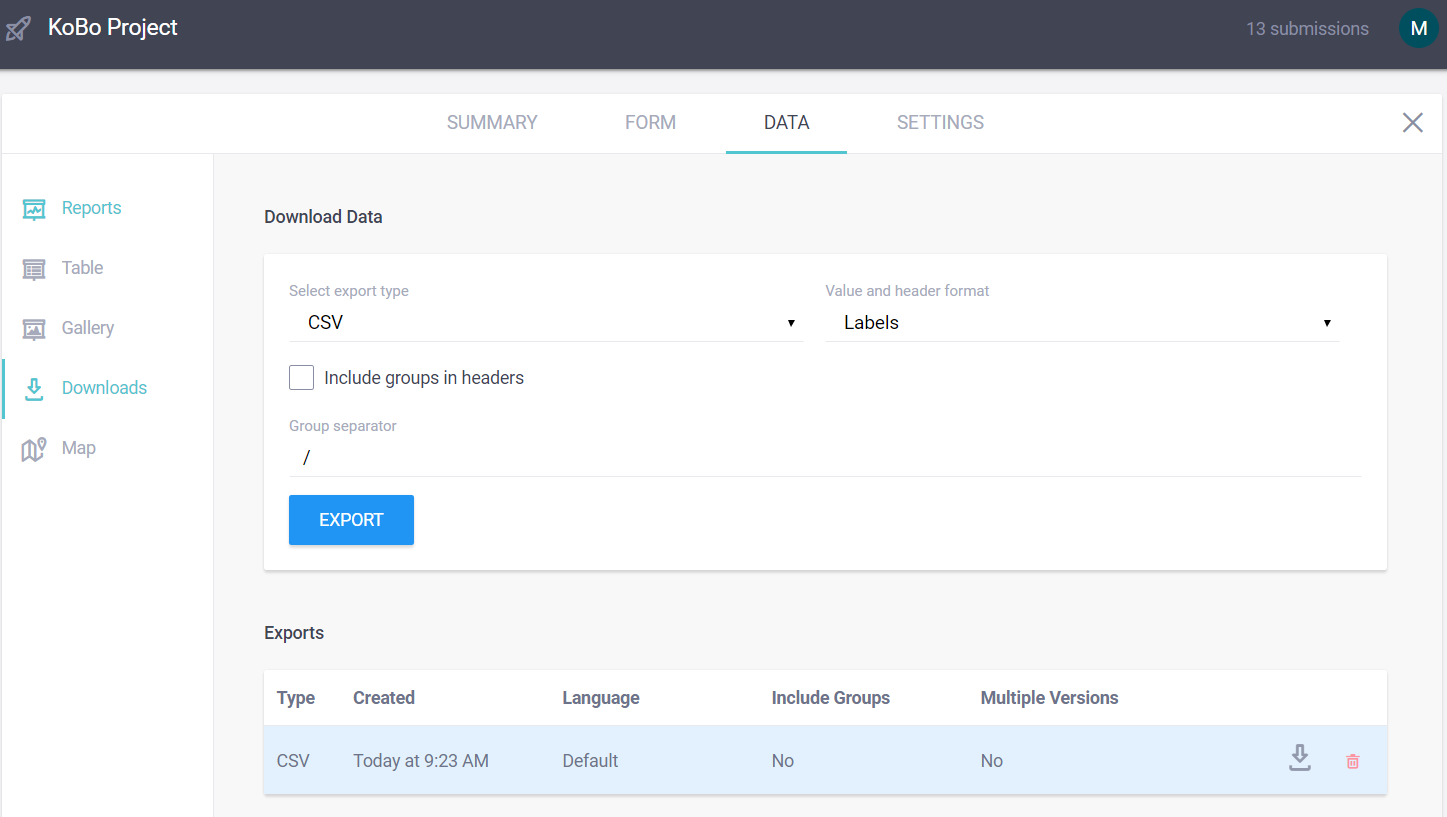 KoBo Project
13 submissions
M
SUMMARY FORM DATA SETTINGS
Reports
Table
Gallery
Downloads
Map
Download Data
Select export type
CSV
Value and header format
Labels
Include groups in headers
Group separator
/
EXPORT
Exports
Type Created Language Include Groups Multiple Versions
CSV Today at 9:23 AM Default No No